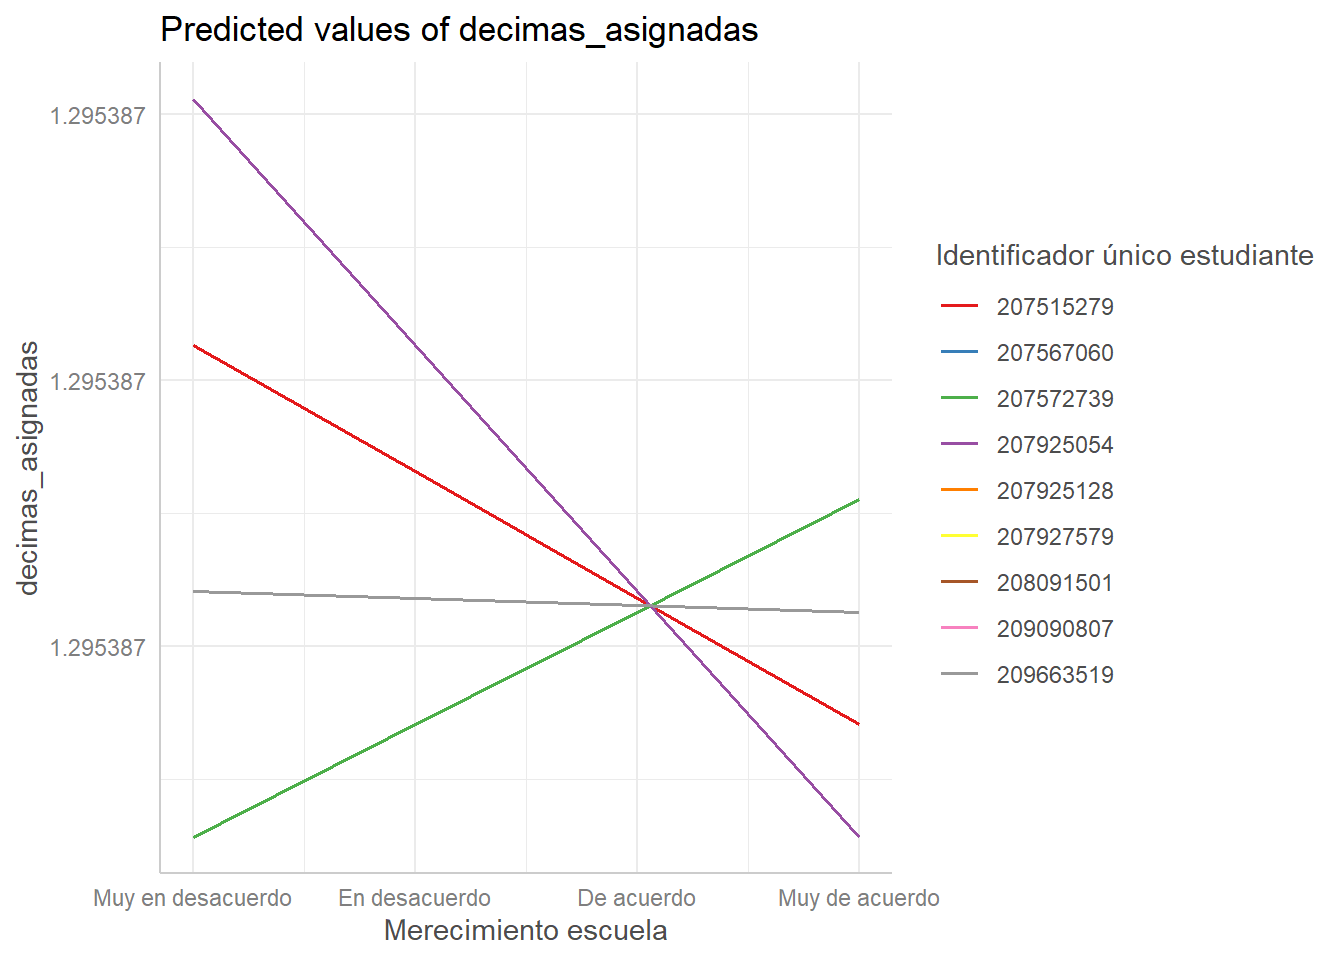 Predicted values of decimas_asignadas
1.295387
1.295387
1.295387
decimas_asignadas
Muy en desacuerdo
En desacuerdo
De acuerdo
Muy de acuerdo
Merecimiento escuela
Identificador único estudiante
207515279
207567060
207572739
207925054
207925128
207927579
208091501
209090807
209663519